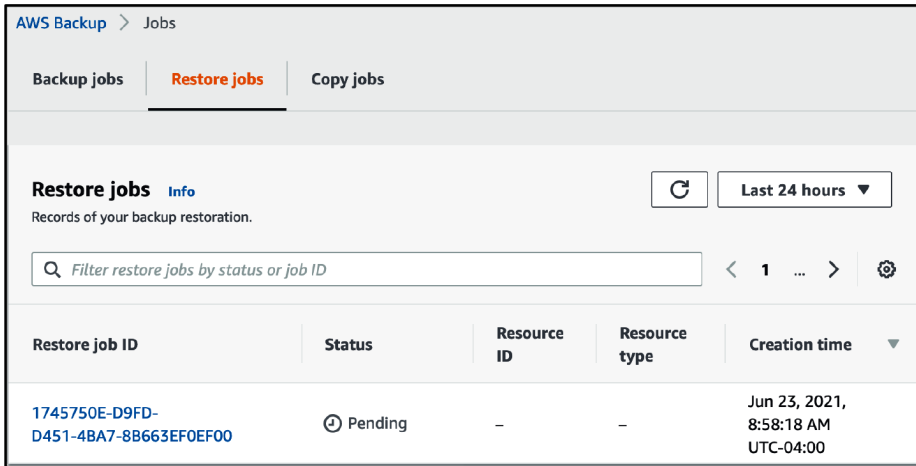 AWS Backup > Jobs
Backup jobs Restore jobs Copy jobs
Restore jobs Info
Last 24 hours
Records of your backup restoration.
Filter restore jobs by status or job ID
1 ...
Restore job ID Status Resource ID Resource type Creation time
1745750E-D9FD-
D451-4BA7-8B663EF0EF00
Pending
–
–
Jun 23, 2021,
8:58:18 AM
UTC-04:00